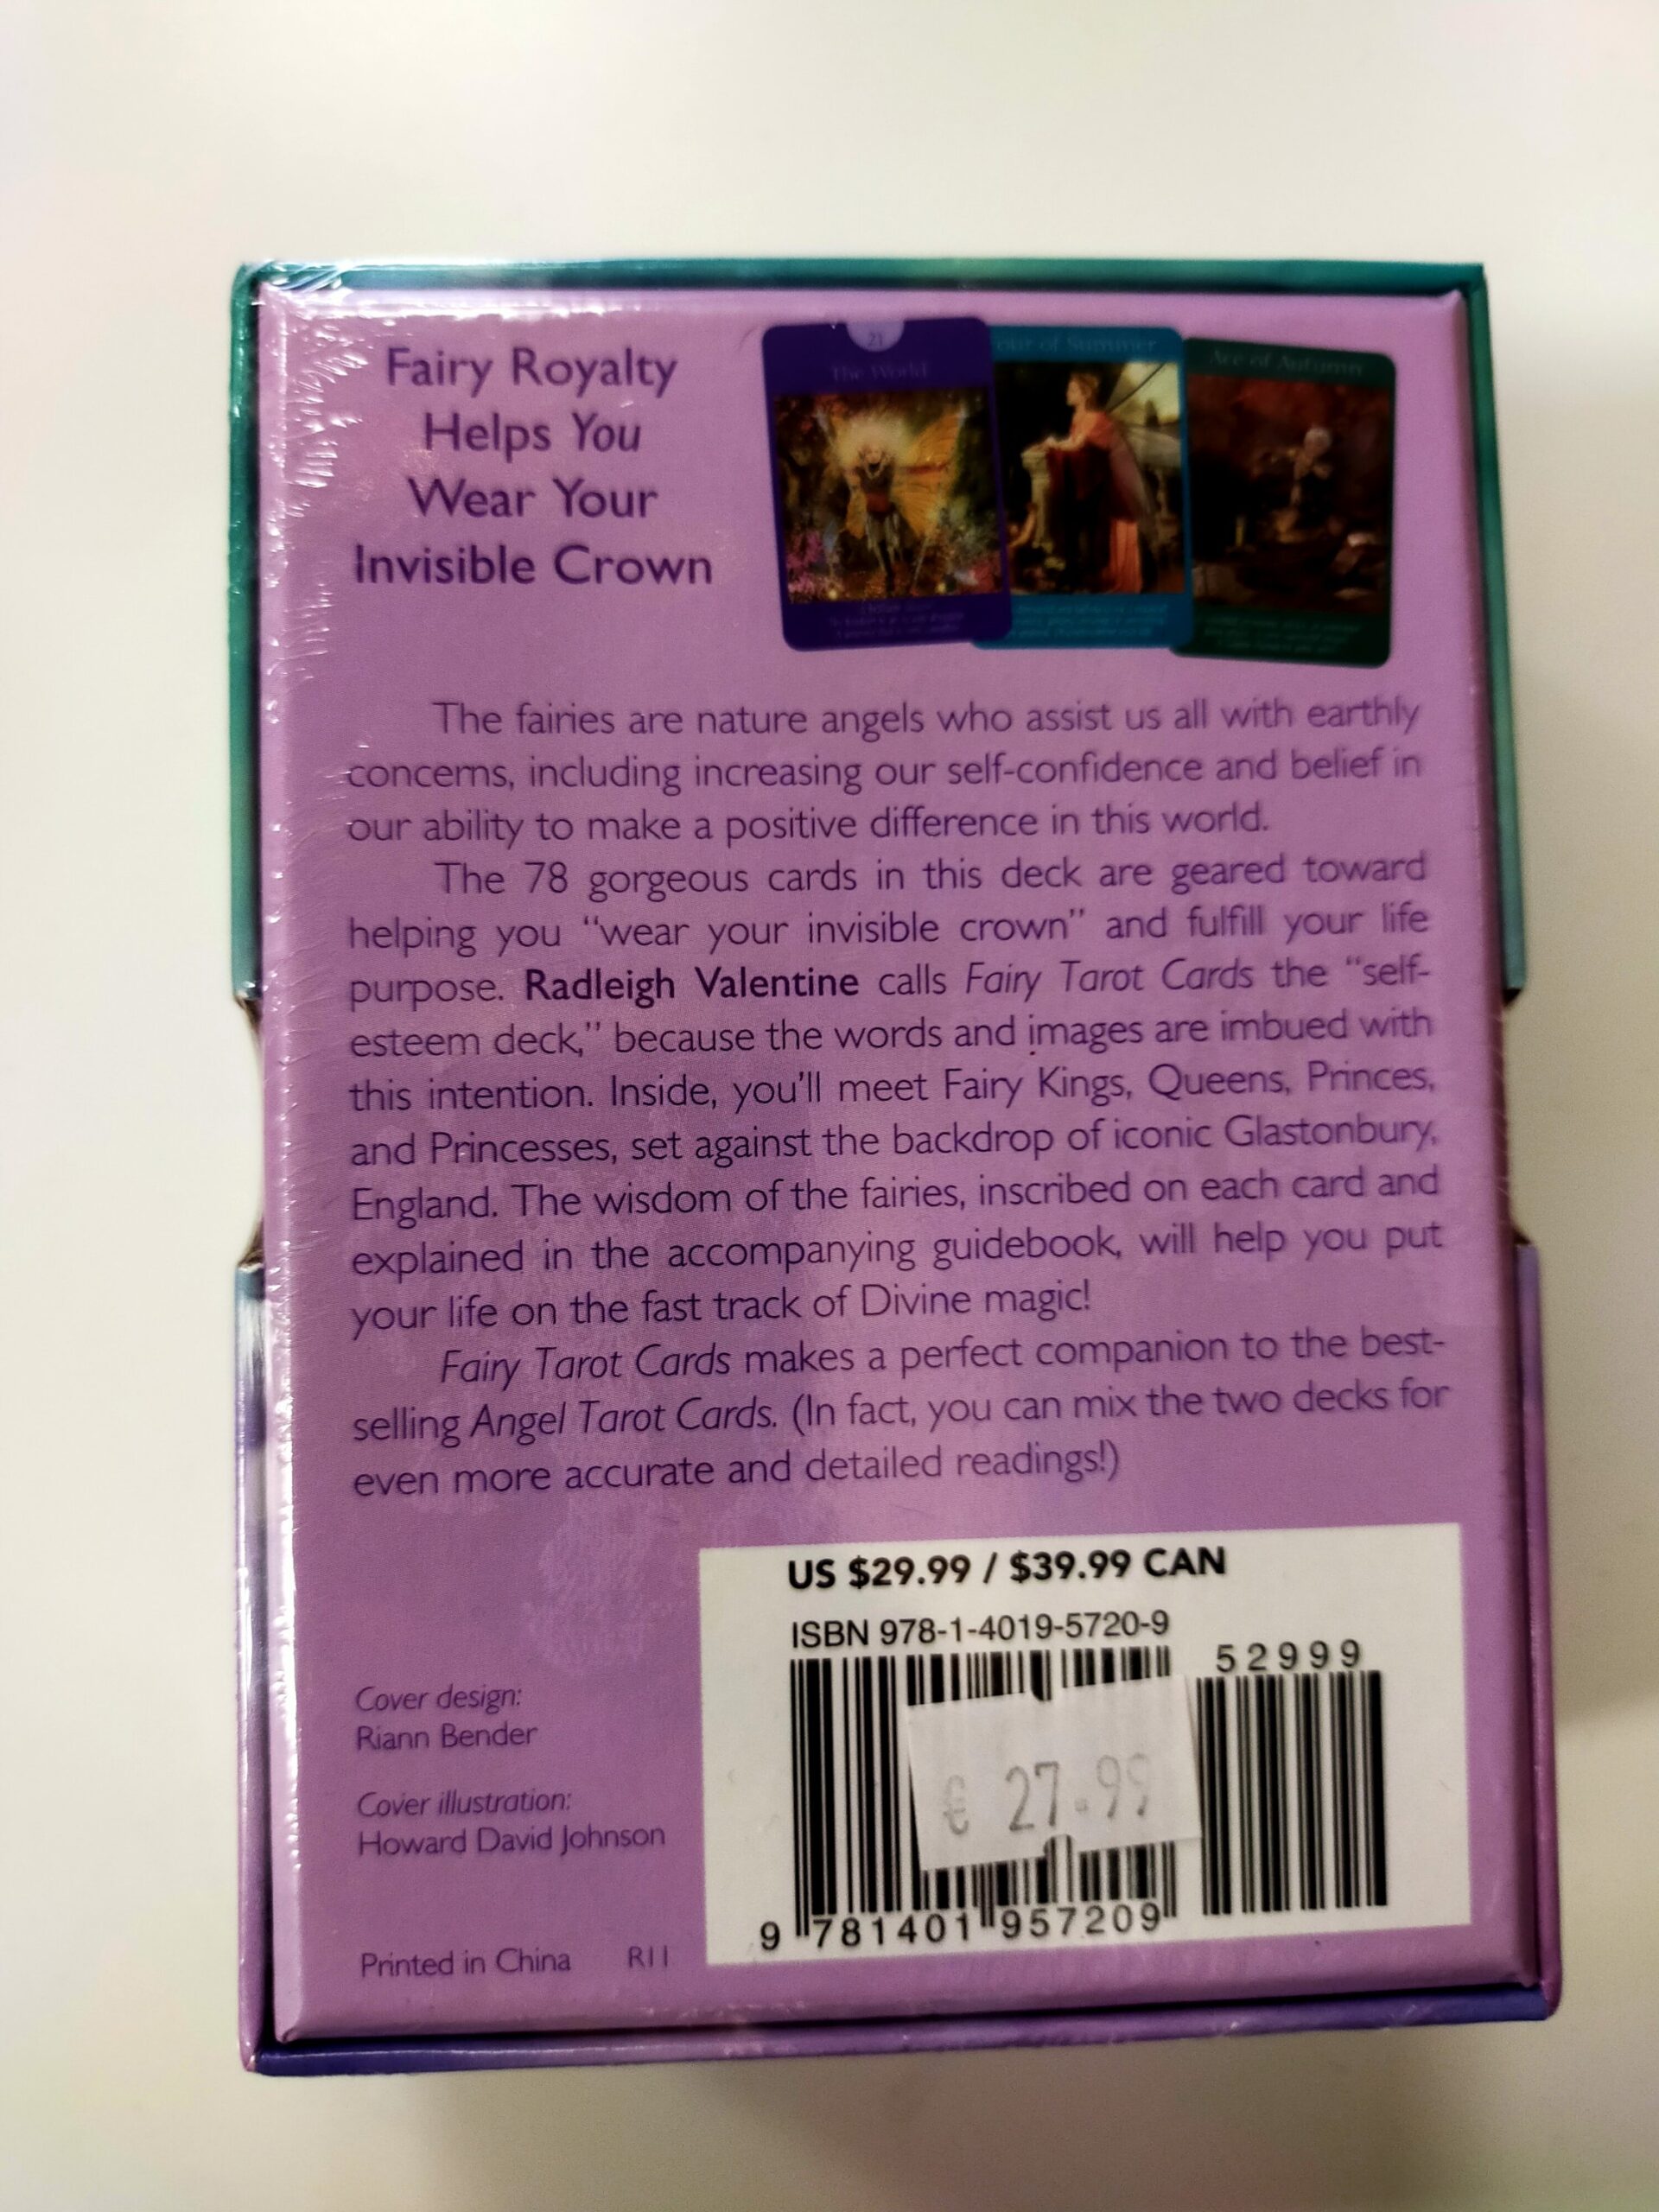 Fairy Royalty
Helps You
Wear Your
Invisible Crown
21
The World
our of Summer
Ace of Autumn
The fairies are nature angels who assist us all with earthly
concerns, including increasing our self-confidence and belief in
our ability to make a positive difference in this world.
The 78 gorgeous cards in this deck are geared toward
helping you “wear your invisible crown” and fulfill your life
purpose. Radleigh Valentine calls Fairy Tarot Cards the “self-
esteem deck,” because the words and images are imbued with
this intention. Inside, you’ll meet Fairy Kings, Queens, Princes,
and Princesses, set against the backdrop of iconic Glastonbury,
England. The wisdom of the fairies, inscribed on each card and
explained in the accompanying guidebook, will help you put
your life on the fast track of Divine magic!
Fairy Tarot Cards makes a perfect companion to the best-
selling Angel Tarot Cards. (In fact, you can mix the two decks for
even more accurate and detailed readings!)
US $29.99 / $39.99 CAN
ISBN 978-1-4019-5720-9
52999
€ 27.99
9 781401 957209
Cover design:
Riann Bender
Cover illustration:
Howard David Johnson
Printed in China R11